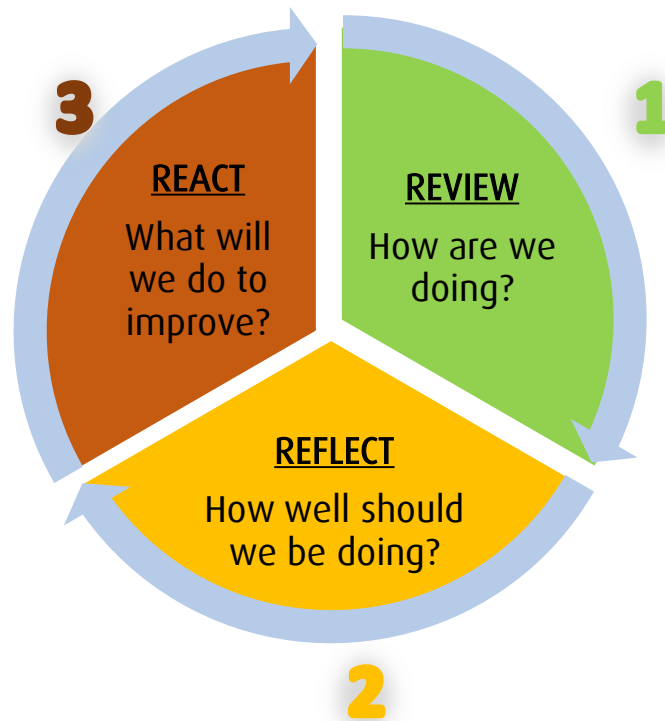 1
REVIEW
How are we
doing?
2
REFLECT
How well should
we be doing?
3
REACT
What will
we do to
improve?